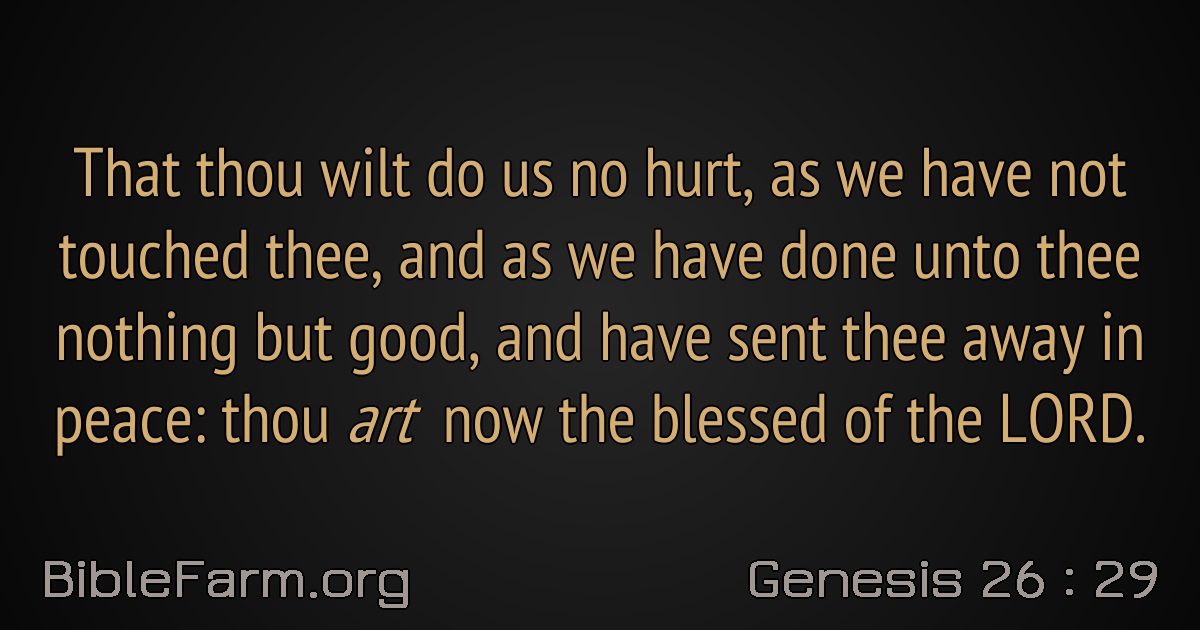 That thou wilt do us no hurt, as we have not
touched thee, and as we have done unto thee
nothing but good, and have sent thee away in
peace: thou art now the blessed of the LORD.
BibleFarm.org
Genesis 26 : 29